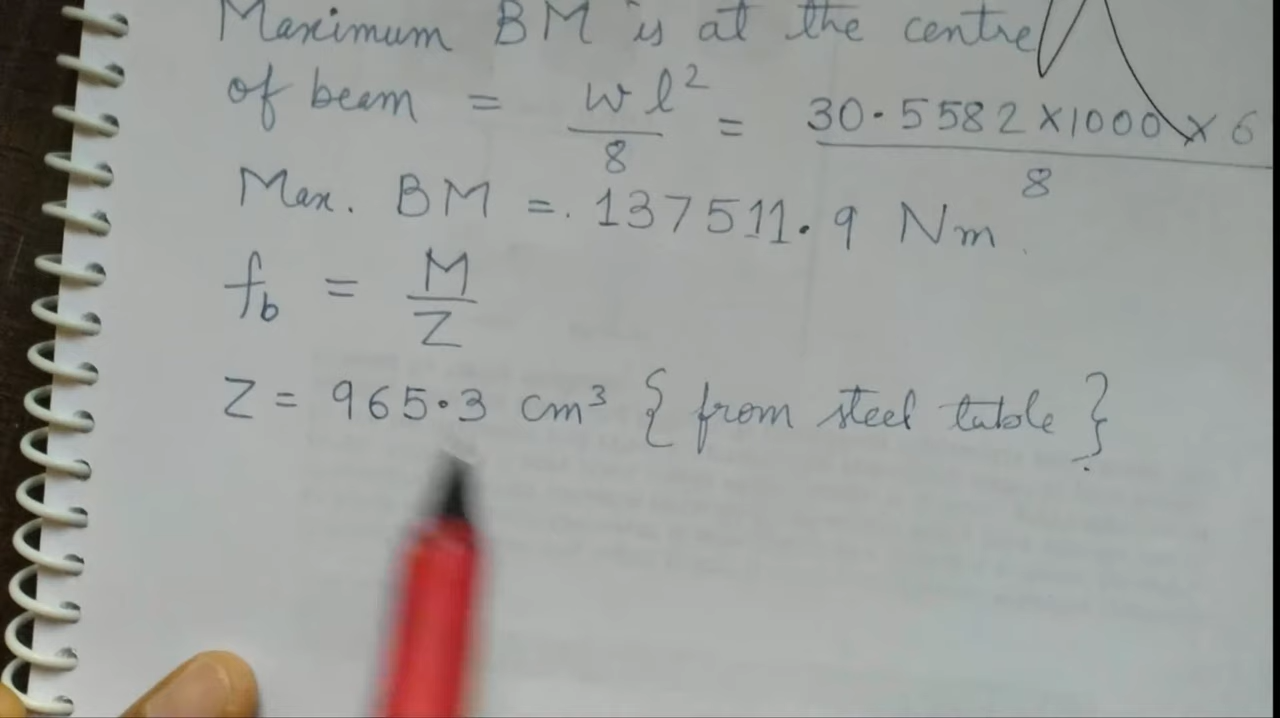 Maximum BM is at the centre
of beam = wl²/8 = 30.5582×1000×6/8
Max. BM =. 137511.9 Nm.
f_b = M/Z
Z = 965.3 cm³ { from steel table }